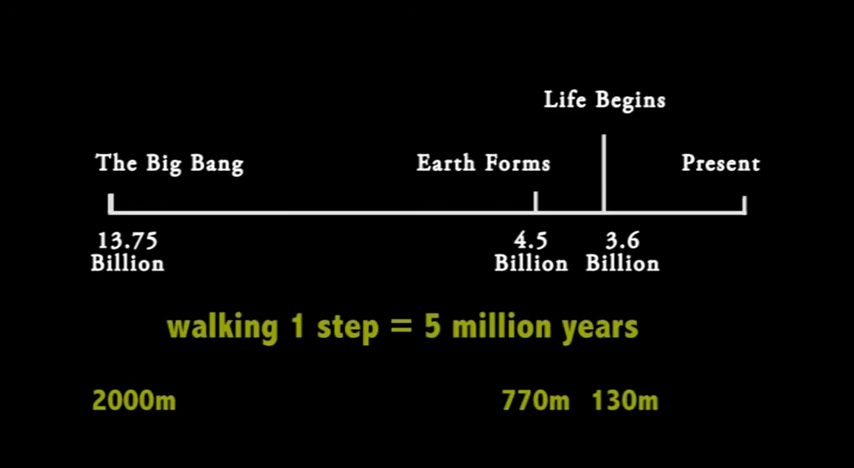 Life Begins
The Big Bang
Earth Forms
Present
13.75
Billion
4.5
Billion
3.6
Billion
walking 1 step = 5 million years
2000m
770m
130m